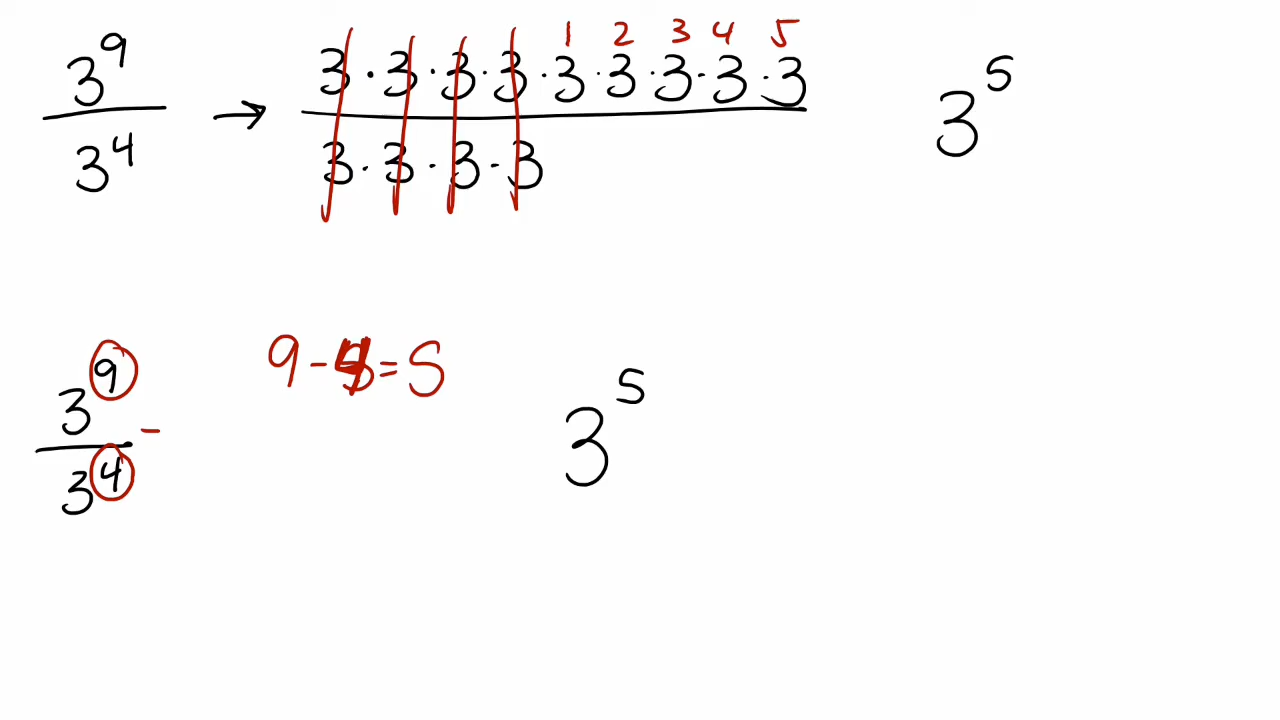 1 2 3 4 5
3^9 / 3^4 → 3 · 3 · 3 · 3 · 3 · 3 · 3 · 3 · 3 / 3 · 3 · 3 · 3 3^5
3^9 / 3^4 - 9 - 4 = 5 3^5